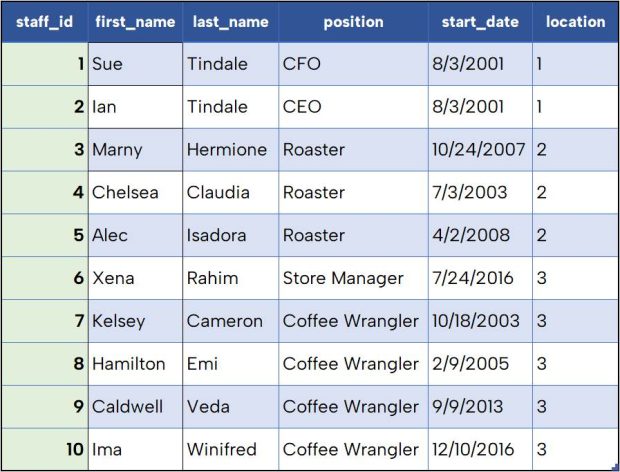 staff_id first_name last_name position start_date location
1 Sue Tindale CFO 8/3/2001 1
2 Ian Tindale CEO 8/3/2001 1
3 Marny Hermione Roaster 10/24/2007 2
4 Chelsea Claudia Roaster 7/3/2003 2
5 Alec Isadora Roaster 4/2/2008 2
6 Xena Rahim Store Manager 7/24/2016 3
7 Kelsey Cameron Coffee Wrangler 10/18/2003 3
8 Hamilton Emi Coffee Wrangler 2/9/2005 3
9 Caldwell Veda Coffee Wrangler 9/9/2013 3
10 Ima Winifred Coffee Wrangler 12/10/2016 3